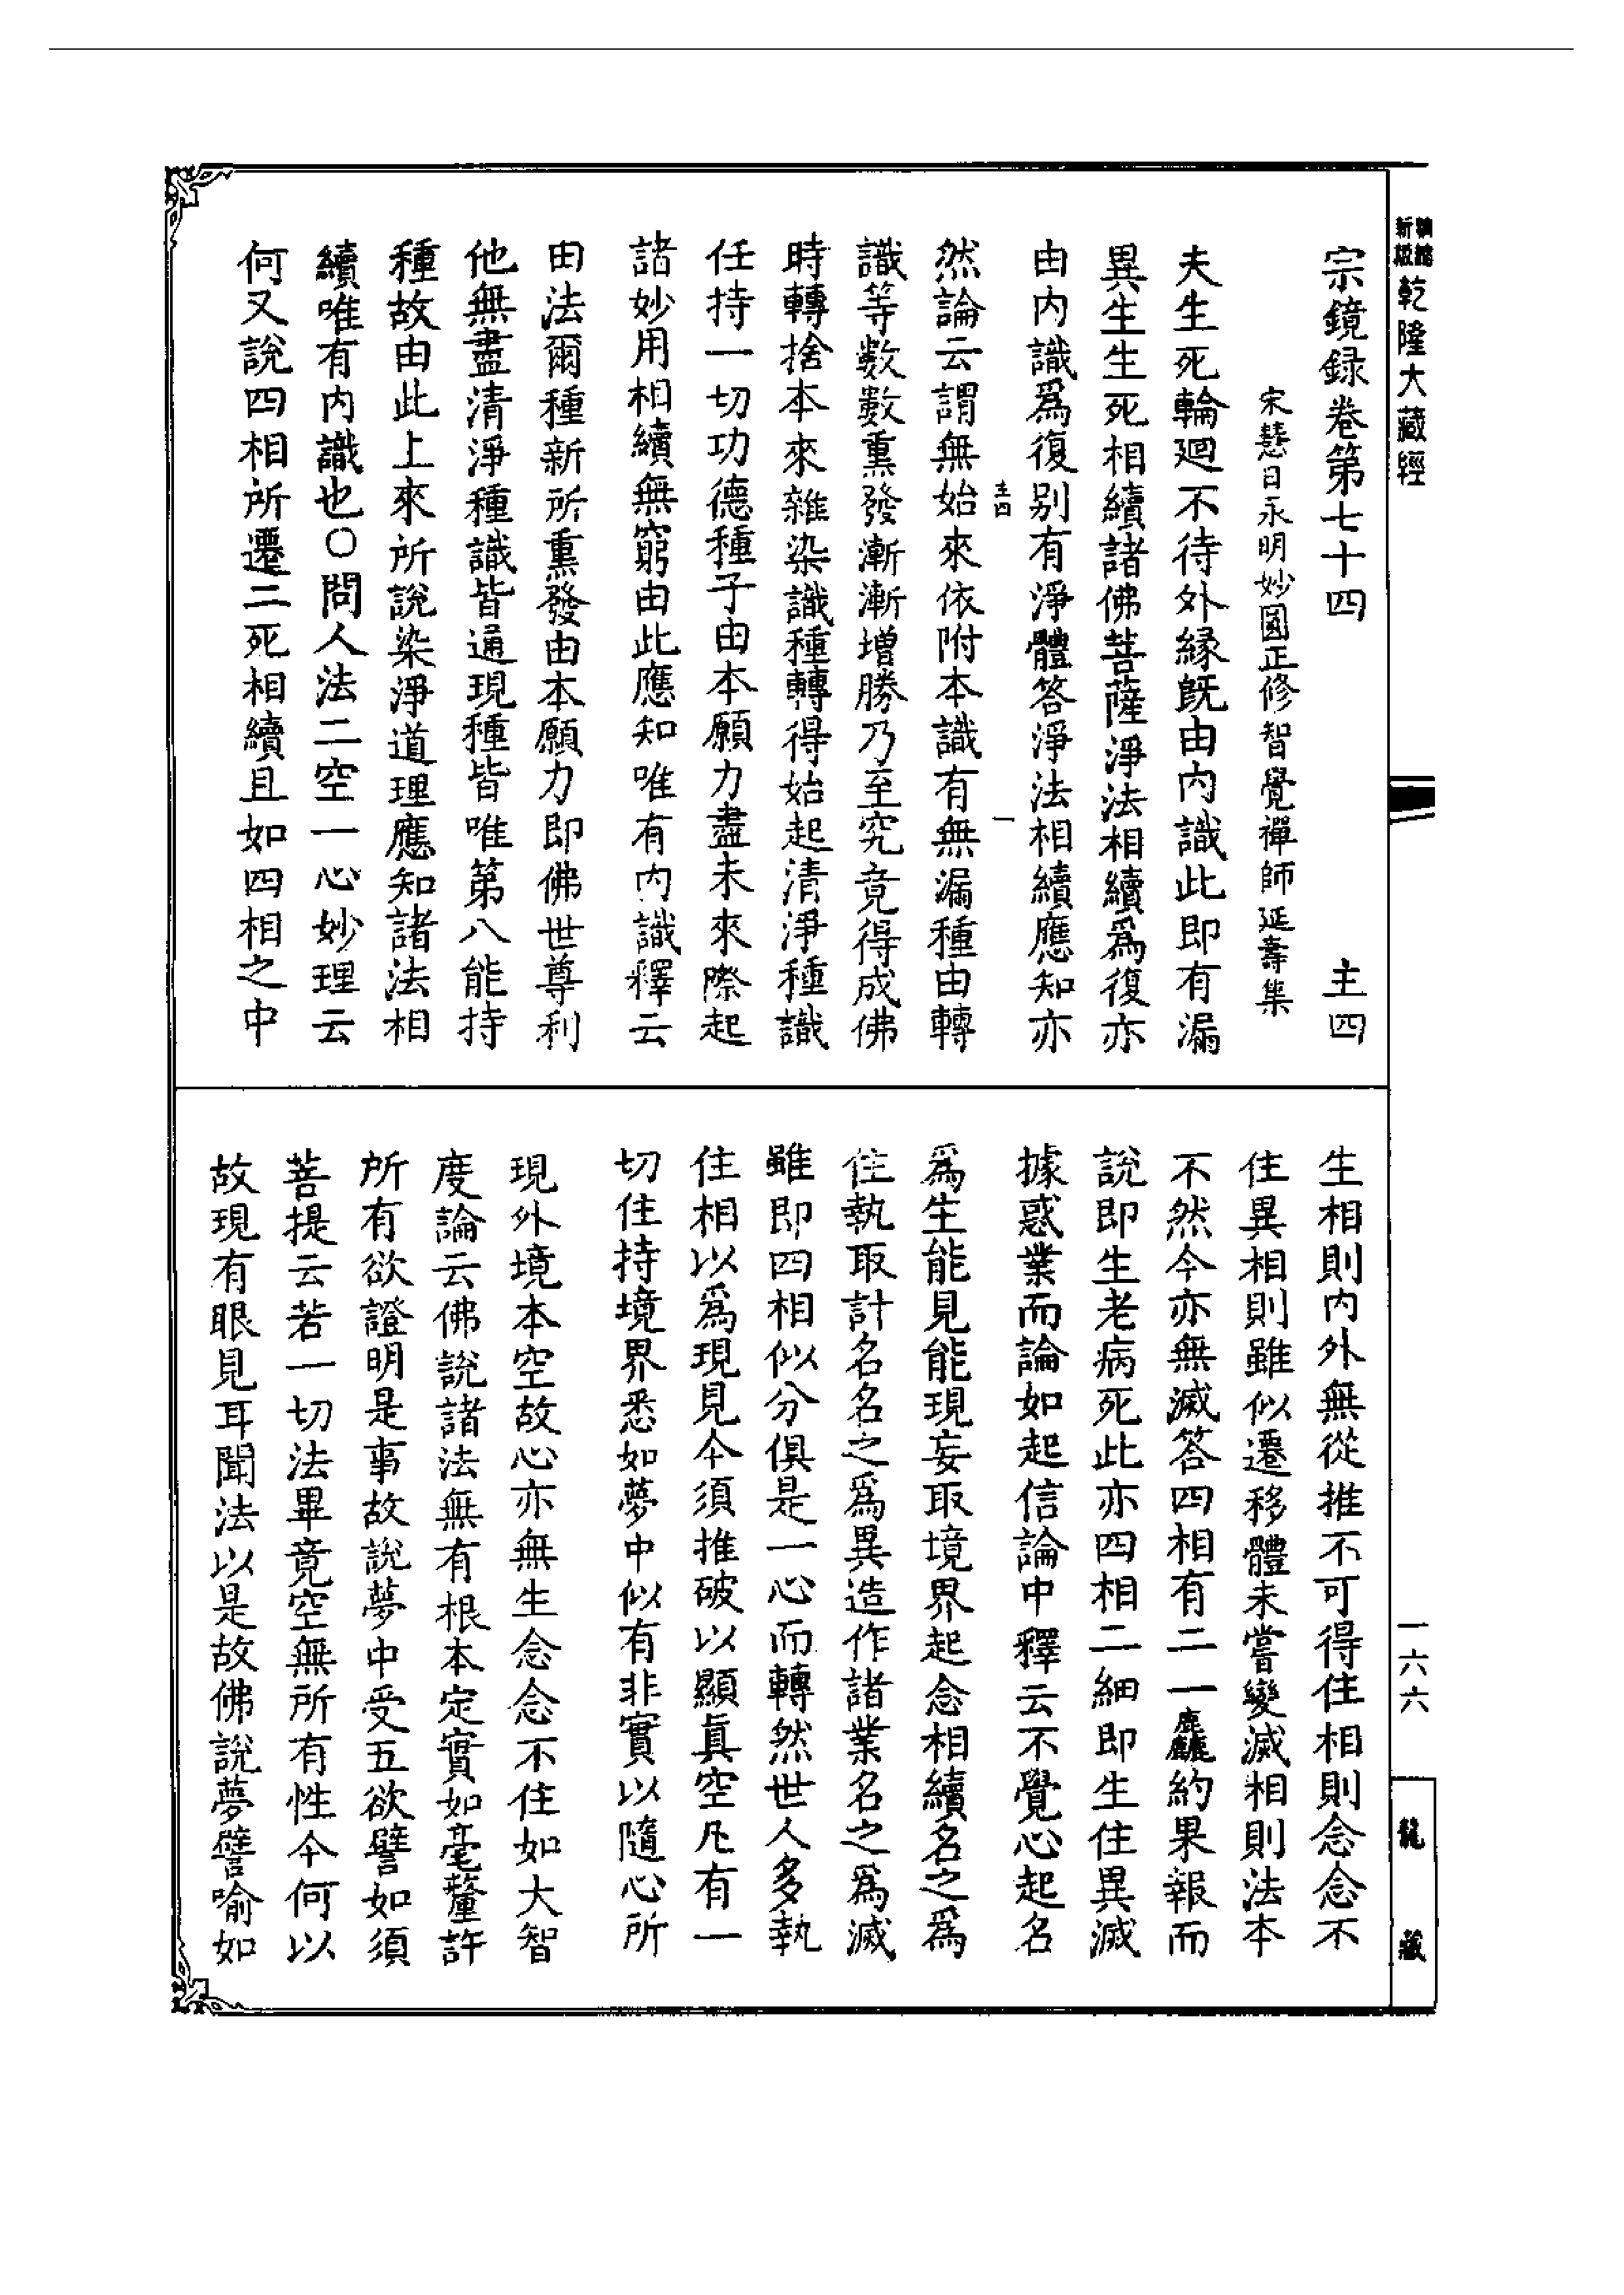 新編縮版
乾隆大藏經
宗鏡録卷第七十四 主四
宋慧日永明妙圓正修智覺禪師延壽集
夫生死輪廻不待外緣旣由内識此即有漏
異生生死相續諸佛菩薩淨法相續爲復亦
由内識爲復别有淨體答淨法相續應知亦
主四 一
然論云謂無始來依附本識有無漏種由轉
識等數數熏發漸漸增勝乃至究竟得成佛
時轉捨本來雜染識種轉得始起清淨種識
任持一切功德種子由本願力盡未來際起
諸妙用相續無窮由此應知唯有内識釋云
由法爾種新所熏發由本願力即佛世尊利
他無盡清淨種識皆通現種皆唯第八能持
種故由此上來所說染淨道理應知諸法相
續唯有内識也○問人法二空一心妙理云
何又說四相所遷二死相續且如四相之中
生相則内外無從推不可得住相則念念不
住異相則雖似遷移體未嘗變滅相則法本
不然今亦無滅答四相有二一麤約果報而
說即生老病死此亦四相二細即生住異滅
據惑業而論如起信論中釋云不覺心起名
爲生能見能現妄取境界起念相續名之爲
住執取計名名之爲異造作諸業名之爲滅
雖即四相似分俱是一心而轉然世人多執
住相以爲現見今須推破以顯真空凡有一
切住持境界悉如夢中似有非實以隨心所
現外境本空故心亦無生念念不住如大智
度論云佛說諸法無有根本定實如毫釐許
所有欲證明是事故說夢中受五欲譬如須
菩提云若一切法畢竟空無所有性今何以
故現有眼見耳聞法以是故佛說夢譬喻如
一六六
龍藏